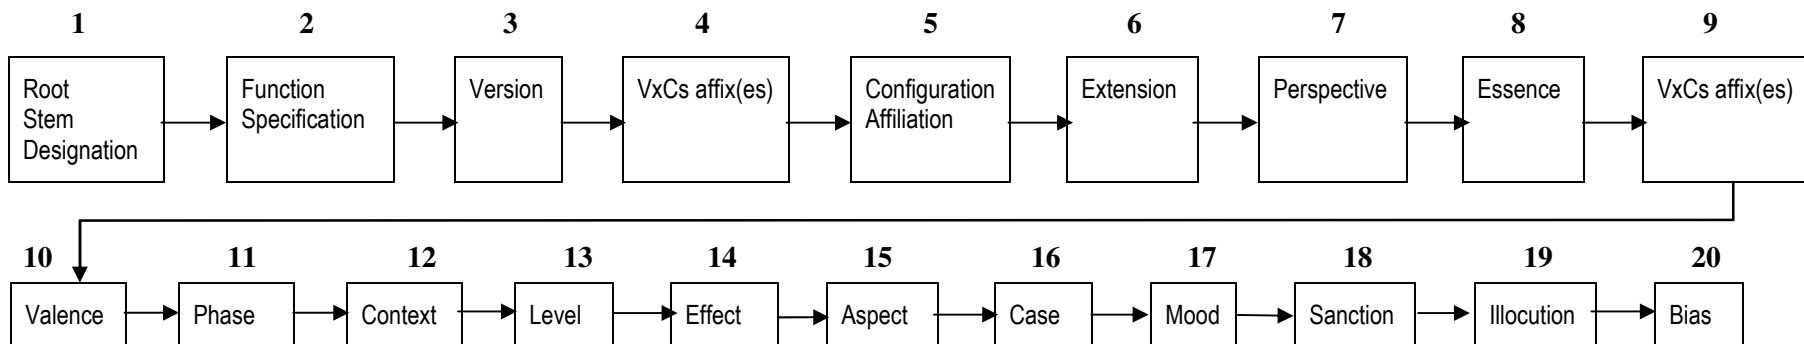 1 2 3 4 5 6 7 8 9
Root Function Version VxCs affix(es) Configuration Extension Perspective Essence VxCs affix(es)
Stem Specification Affiliation
Designation
10 11 12 13 14 15 16 17 18 19 20
Valence Phase Context Level Effect Aspect Case Mood Sanction Illocution Bias